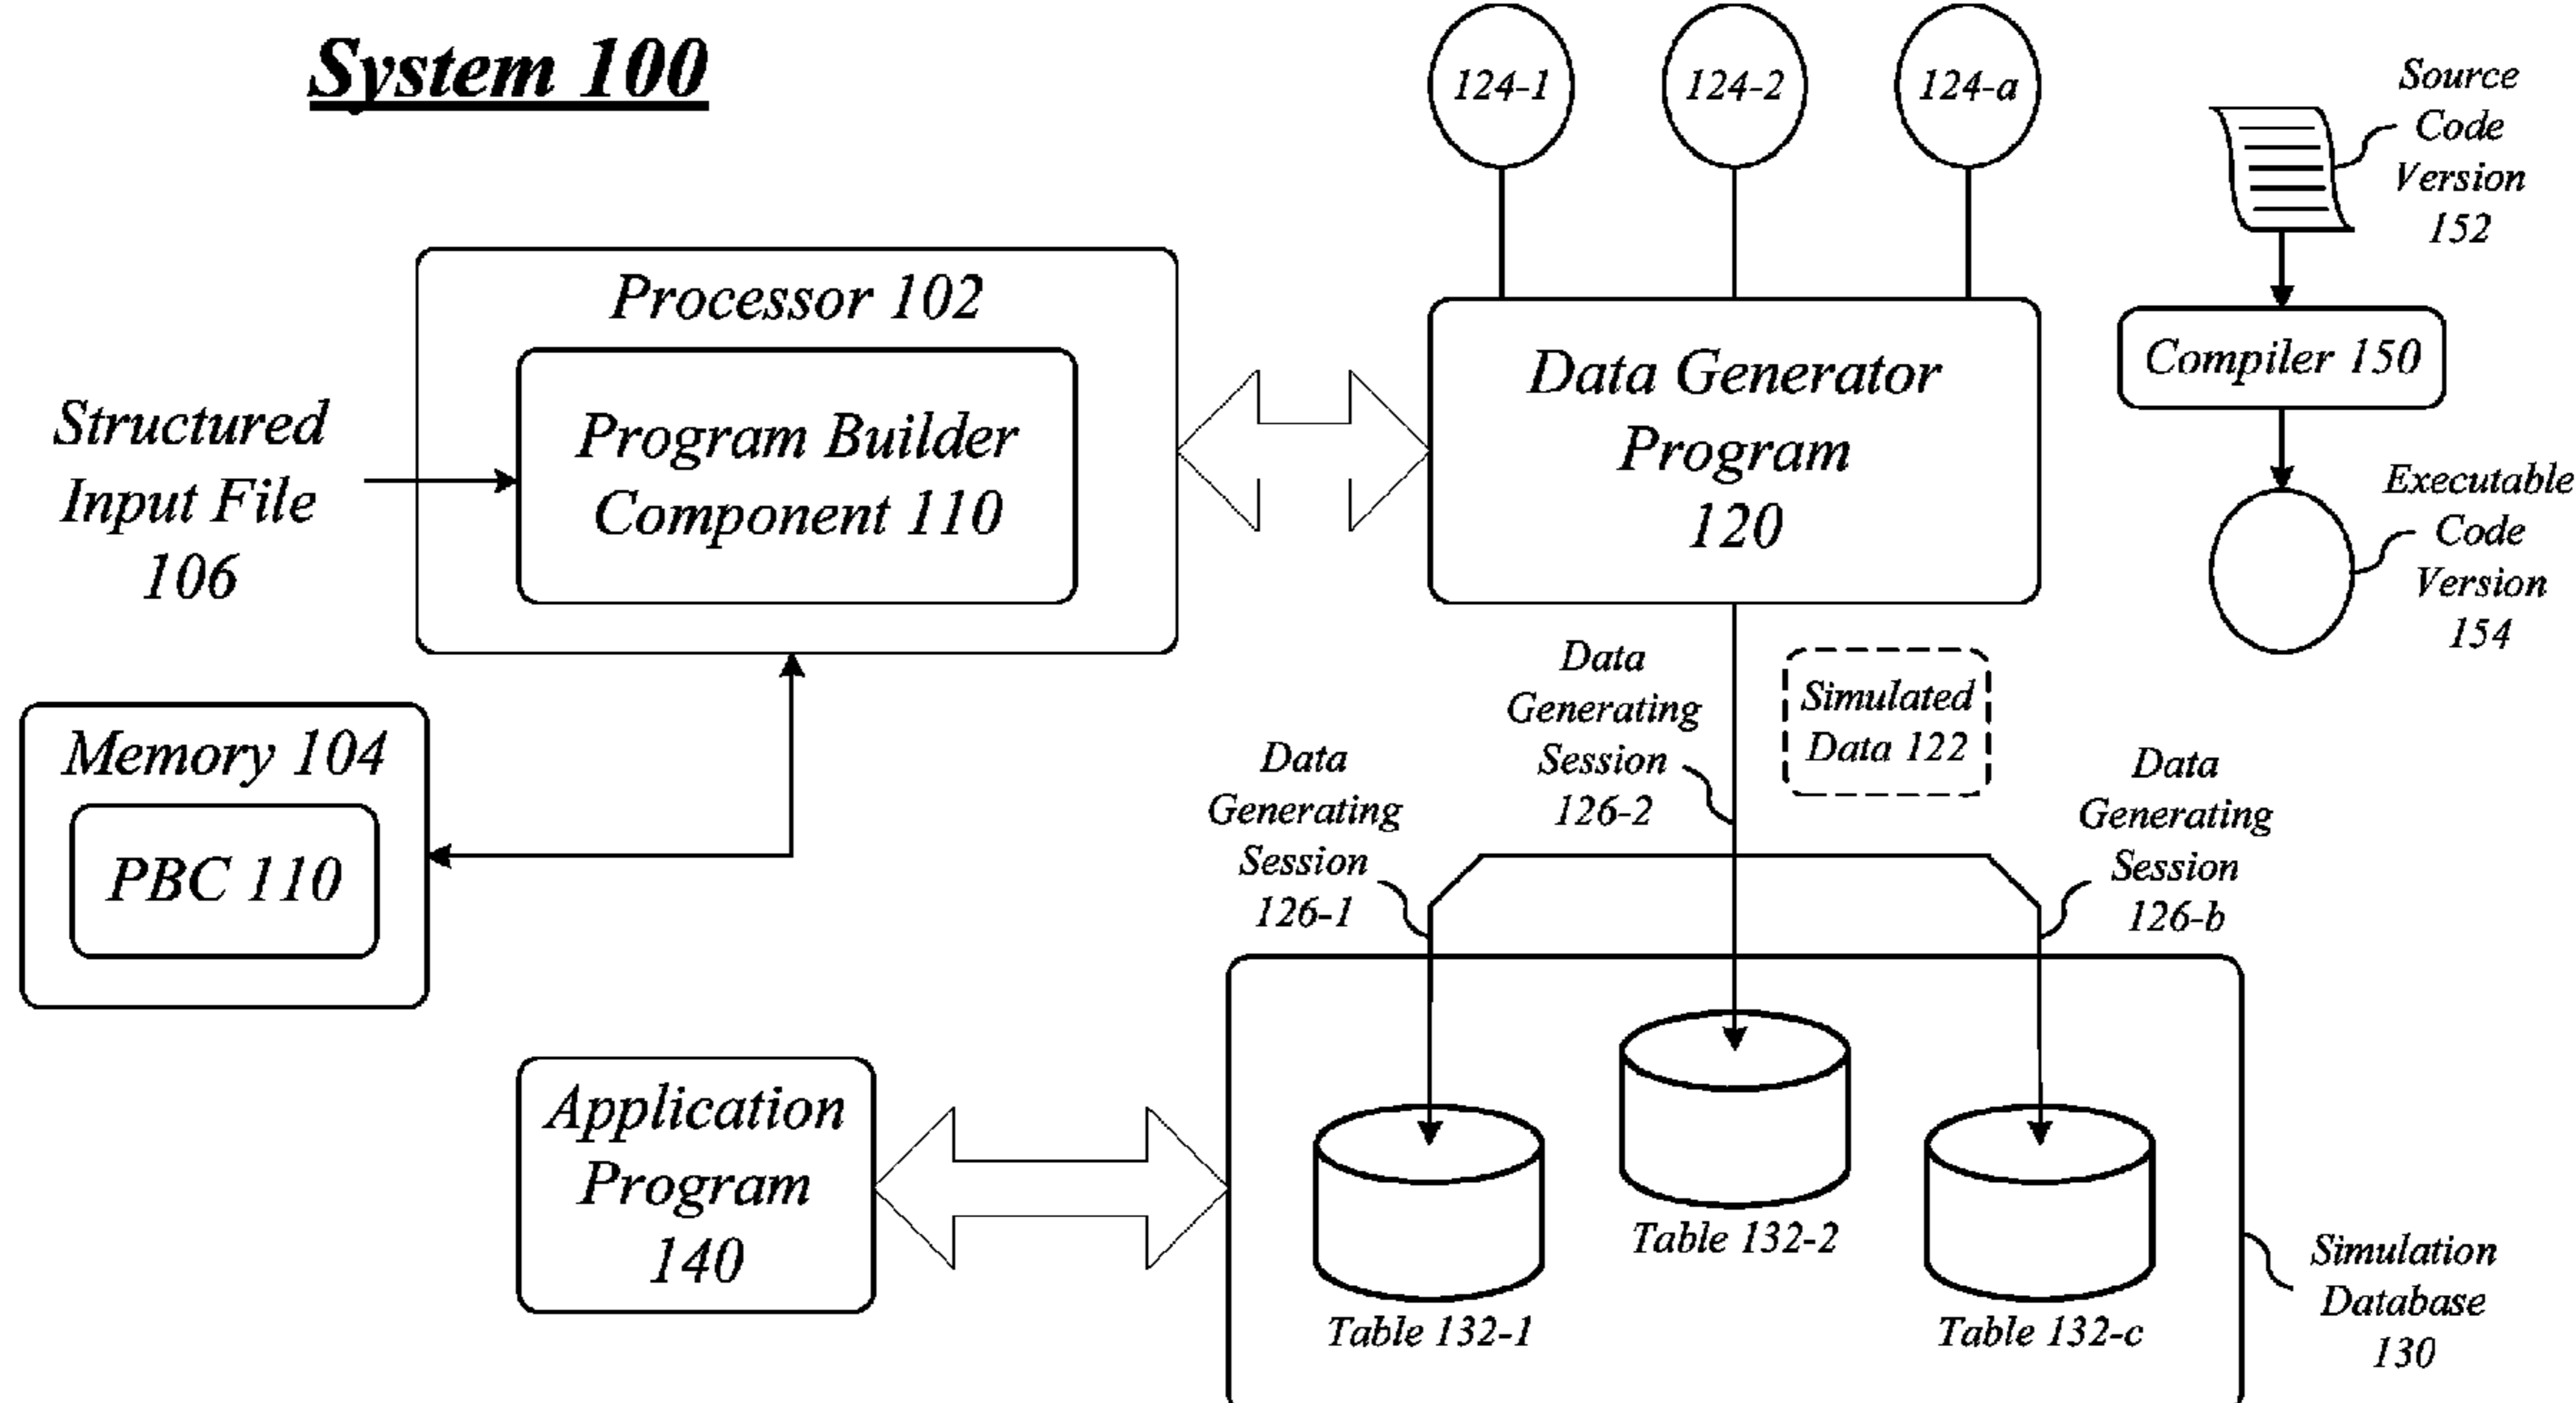 System 100
124-1
124-2
124-a
Source
Code
Version
152
Processor 102
Program Builder
Component 110
Structured
Input File
106
Data Generator
Program
120
Compiler 150
Executable
Code
Version
154
Memory 104
PBC 110
Data
Generating
Session
126-1
Data
Generating
Session
126-2
Simulated
Data 122
Data
Generating
Session
126-b
Application
Program
140
Table 132-1
Table 132-2
Table 132-c
Simulation
Database
130